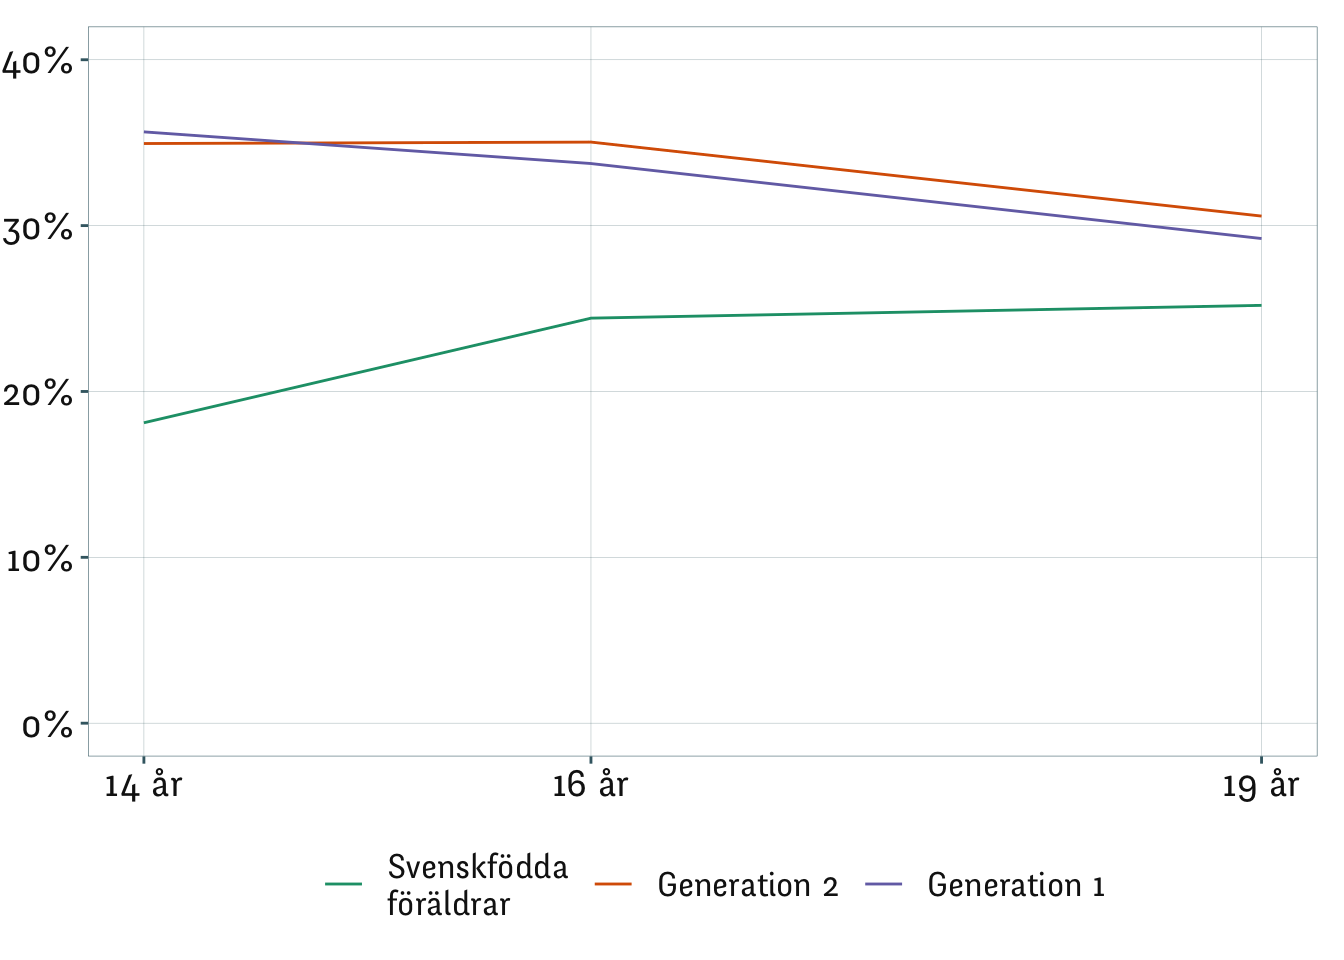 40%
30%
20%
10%
0%
14 år
16 år
19 år
Svenskfödda
föräldrar
Generation 2
Generation 1